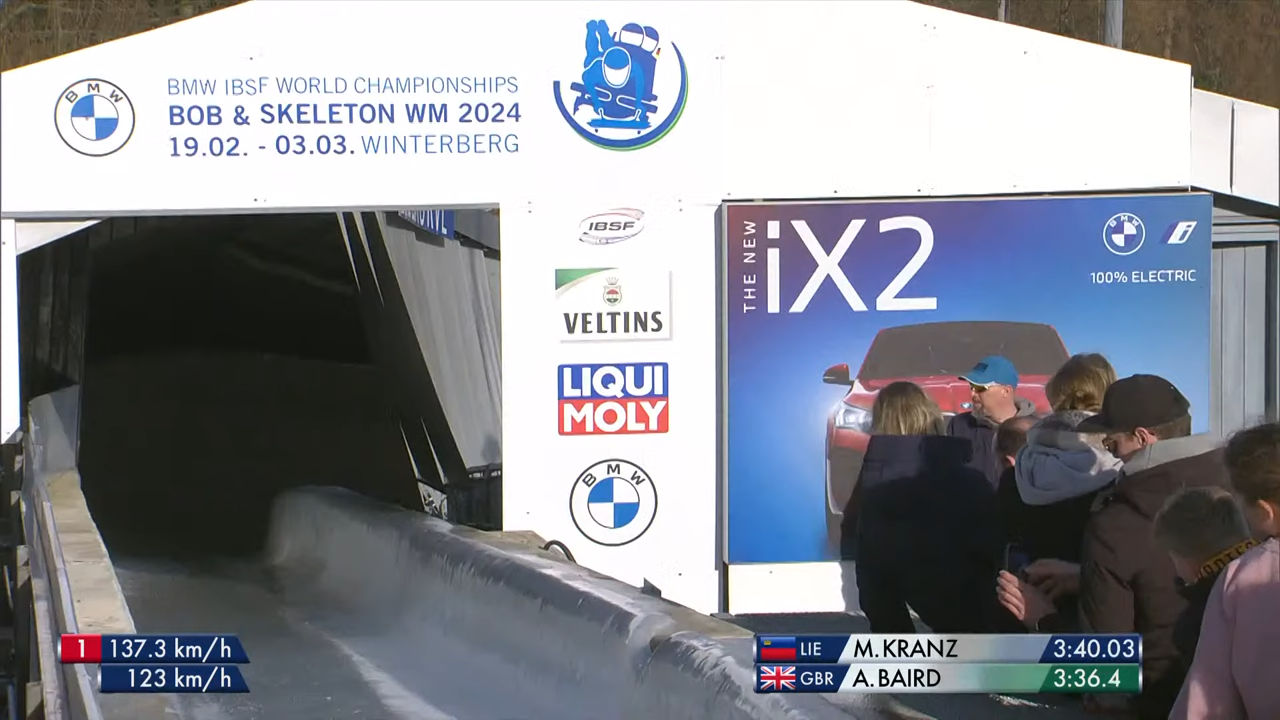 BMW
BMW IBSF WORLD CHAMPIONSHIPS
BOB & SKELETON WM 2024
19.02. - 03.03. WINTERBERG
IBSF
VELTINS
LIQUI
MOLY
BMW
THE NEW
iX2
BMW
i
100% ELECTRIC
1 137.3 km/h
123 km/h
LIE M. KRANZ 3:40.03
GBR A. BAIRD 3:36.4